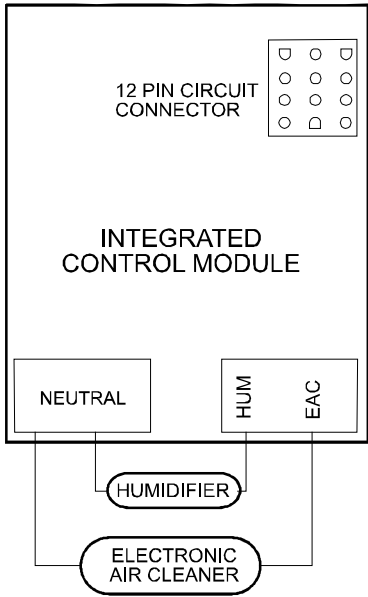 12 PIN CIRCUIT
CONNECTOR
INTEGRATED
CONTROL MODULE
NEUTRAL
HUM
EAC
HUMIDIFIER
ELECTRONIC
AIR CLEANER